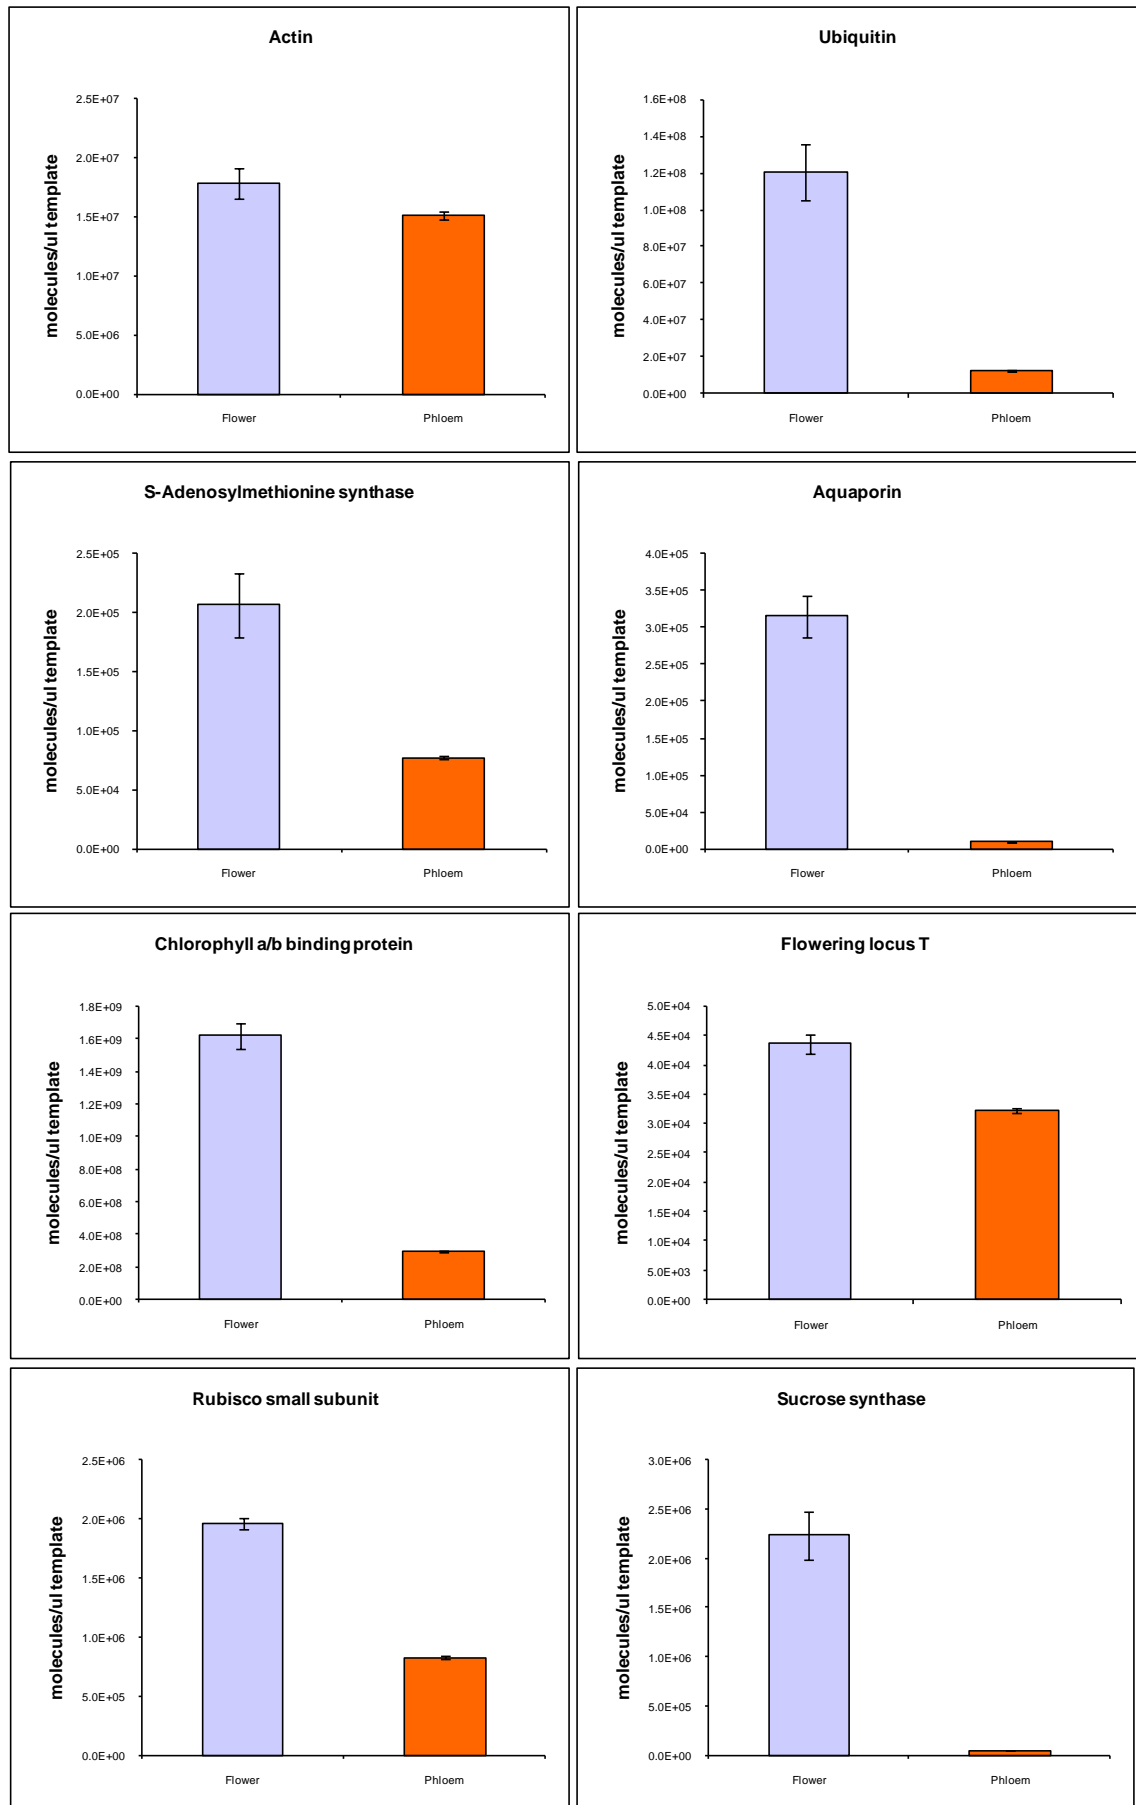 Actin
2.5E+07
2.0E+07
1.5E+07
1.0E+07
5.0E+06
0.0E+00
molecules/ul template
Flower Phloem
Ubiquitin
1.6E+08
1.4E+08
1.2E+08
1.0E+08
8.0E+07
6.0E+07
4.0E+07
2.0E+07
0.0E+00
molecules/ul template
Flower Phloem
S-Adenosylmethionine synthase
2.5E+05
2.0E+05
1.5E+05
1.0E+05
5.0E+04
0.0E+00
molecules/ul template
Flower Phloem
Aquaporin
4.0E+05
3.5E+05
3.0E+05
2.5E+05
2.0E+05
1.5E+05
1.0E+05
5.0E+04
0.0E+00
molecules/ul template
Flower Phloem
Chlorophyll a/b binding protein
1.8E+09
1.6E+09
1.4E+09
1.2E+09
1.0E+09
8.0E+08
6.0E+08
4.0E+08
2.0E+08
0.0E+00
molecules/ul template
Flower Phloem
Flowering locus T
5.0E+04
4.5E+04
4.0E+04
3.5E+04
3.0E+04
2.5E+04
2.0E+04
1.5E+04
1.0E+04
5.0E+03
0.0E+00
molecules/ul template
Flower Phloem
Rubisco small subunit
2.5E+06
2.0E+06
1.5E+06
1.0E+06
5.0E+05
0.0E+00
molecules/ul template
Flower Phloem
Sucrose synthase
3.0E+06
2.5E+06
2.0E+06
1.5E+06
1.0E+06
5.0E+05
0.0E+00
molecules/ul template
Flower Phloem